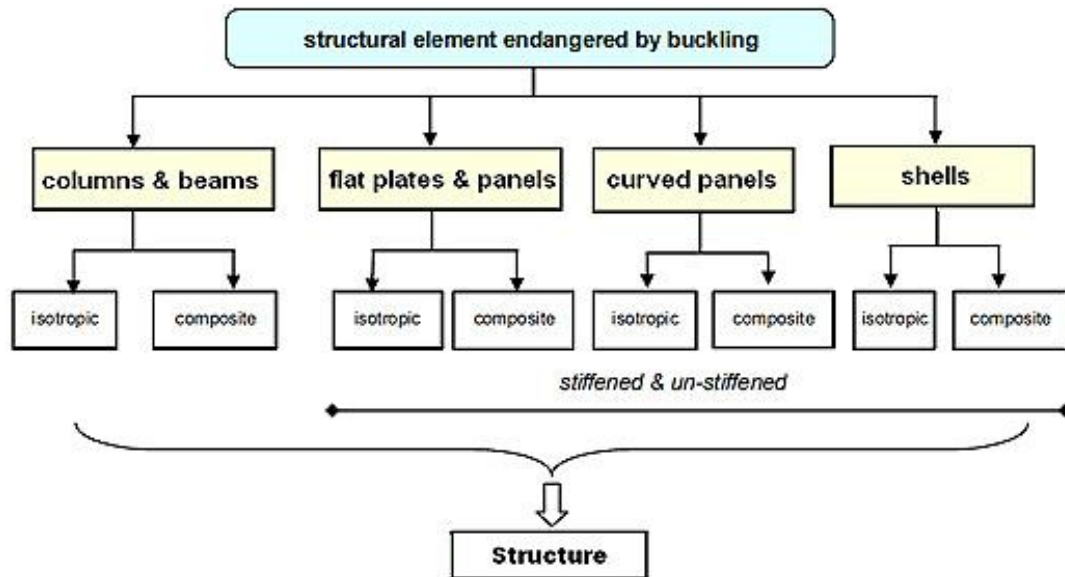 structural element endangered by buckling
columns & beams
flat plates & panels
curved panels
shells
isotropic
composite
isotropic
composite
isotropic
composite
isotropic
composite
stiffened & un-stiffened
Structure